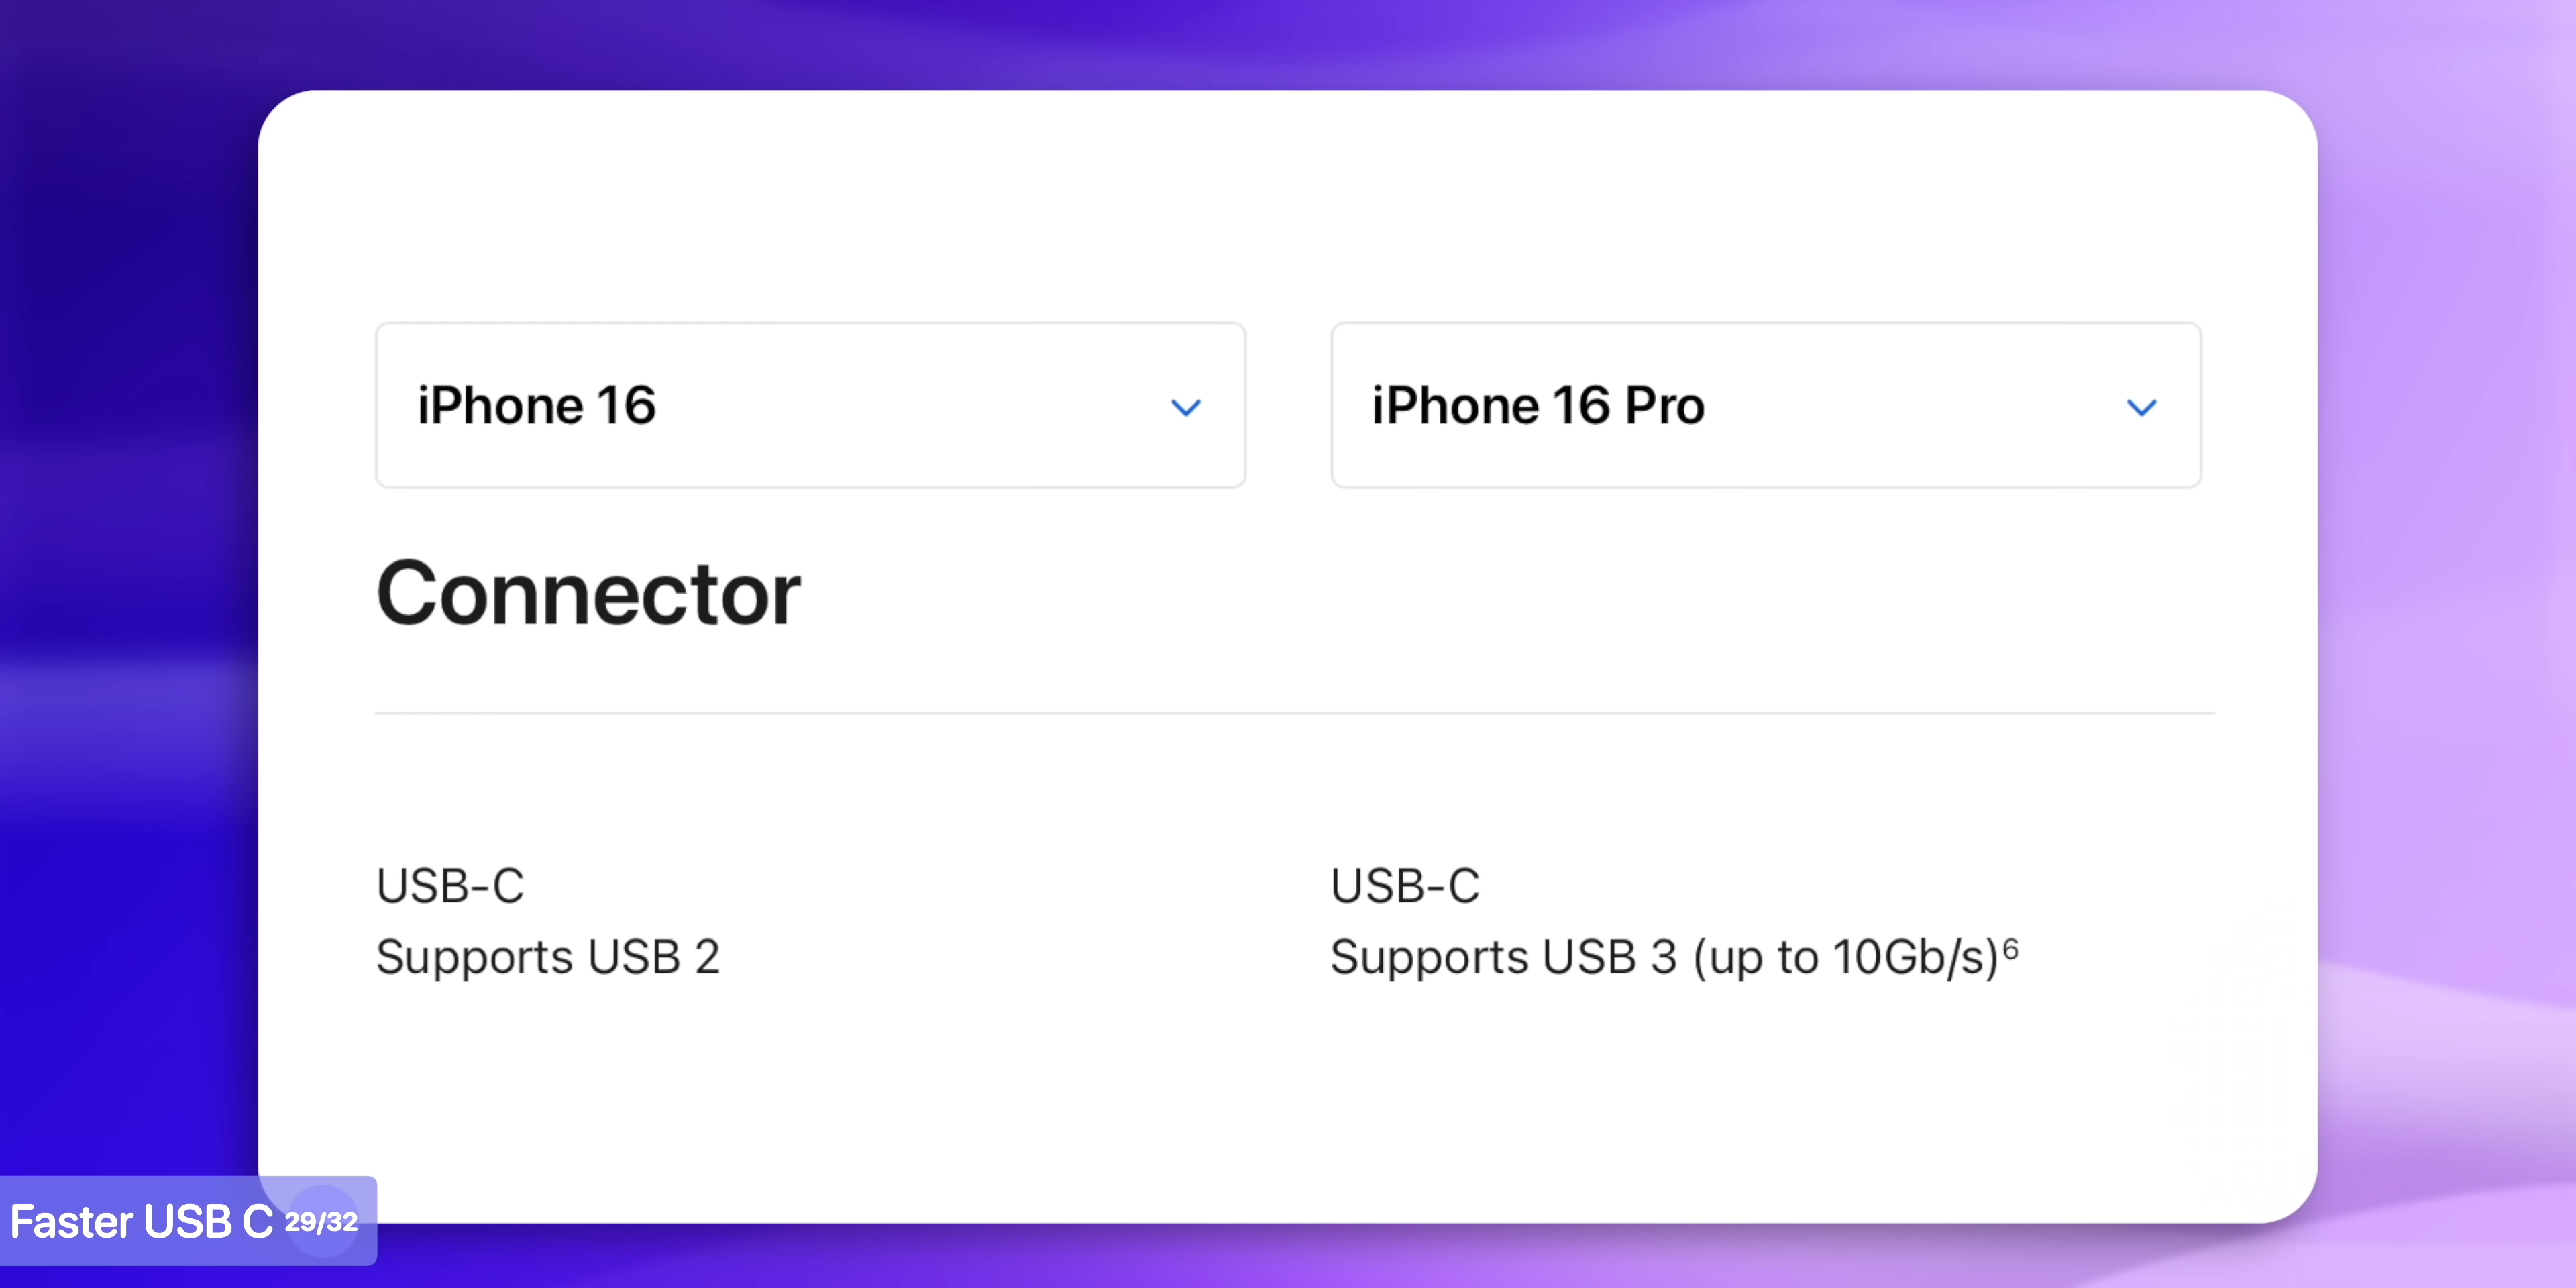 iPhone 16
iPhone 16 Pro
Connector
USB-C
Supports USB 2
USB-C
Supports USB 3 (up to 10Gb/s)⁶
Faster USB C 29/32